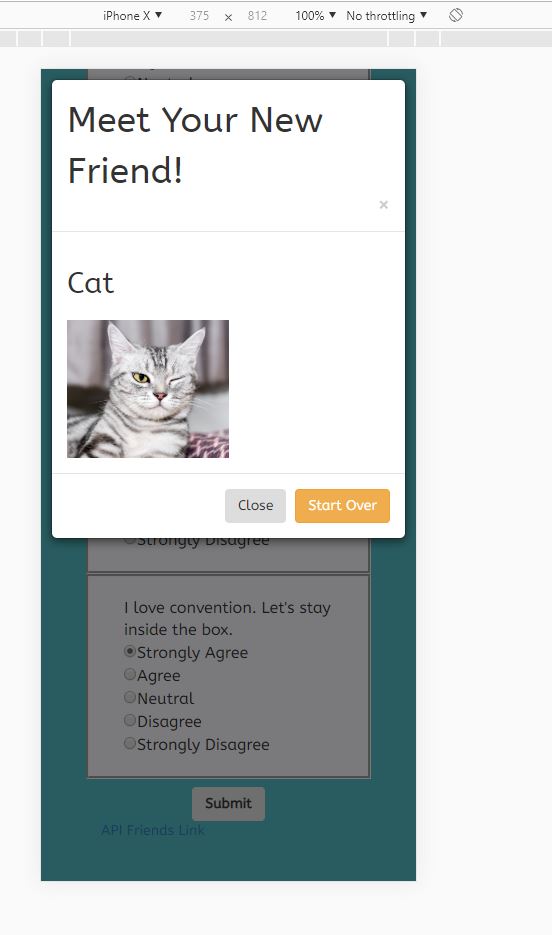 iPhone X ▼ 375 × 812 100% ▼ No throttling ▼
Meet Your New
Friend!
×
Cat
Close Start Over
Strongly Disagree
I love convention. Let's stay
inside the box.
Strongly Agree
Agree
Neutral
Disagree
Strongly Disagree
Submit
API Friends Link